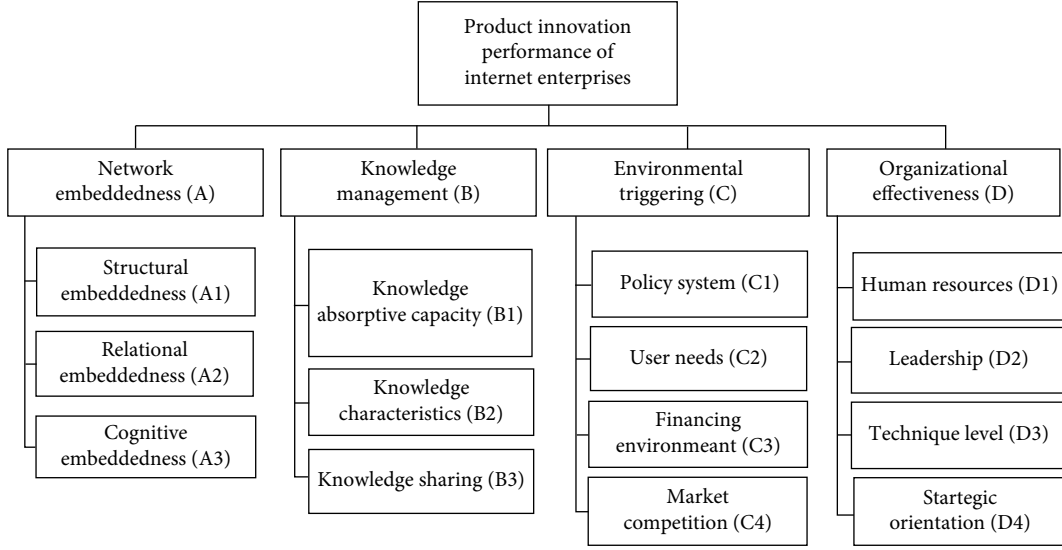 Product innovation
performance of
internet enterprises
Network
embeddedness (A)
Knowledge
management (B)
Environmental
triggering (C)
Organizational
effectiveness (D)
Structural
embeddedness (A1)
Relational
embeddedness (A2)
Cognitive
embeddedness (A3)
Knowledge
absorptive capacity (B1)
Knowledge
characteristics (B2)
Knowledge sharing (B3)
Policy system (C1)
User needs (C2)
Financing
environmeant (C3)
Market
competition (C4)
Human resources (D1)
Leadership (D2)
Technique level (D3)
Startegic
orientation (D4)